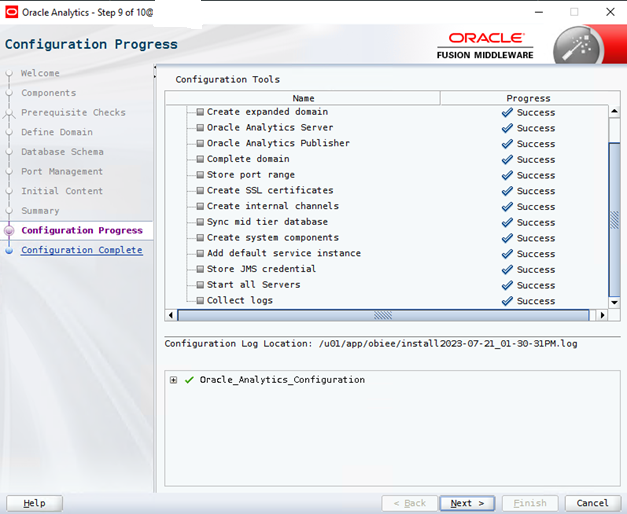 Oracle Analytics - Step 9 of 10@
Configuration Progress
ORACLE
FUSION MIDDLEWARE
Welcome
Components
Prerequisite Checks
Define Domain
Database Schema
Port Management
Initial Content
Summary
Configuration Progress
Configuration Complete
Configuration Tools
Name Progress
Create expanded domain Success
Oracle Analytics Server Success
Oracle Analytics Publisher Success
Complete domain Success
Store port range Success
Create SSL certificates Success
Create internal channels Success
Sync mid tier database Success
Create system components Success
Add default service instance Success
Store JMS credential Success
Start all Servers Success
Collect logs Success
Configuration Log Location: /u01/app/obiee/install2023-07-21_01-30-31PM.log
Oracle_Analytics_Configuration
Help < Back Next > Finish Cancel